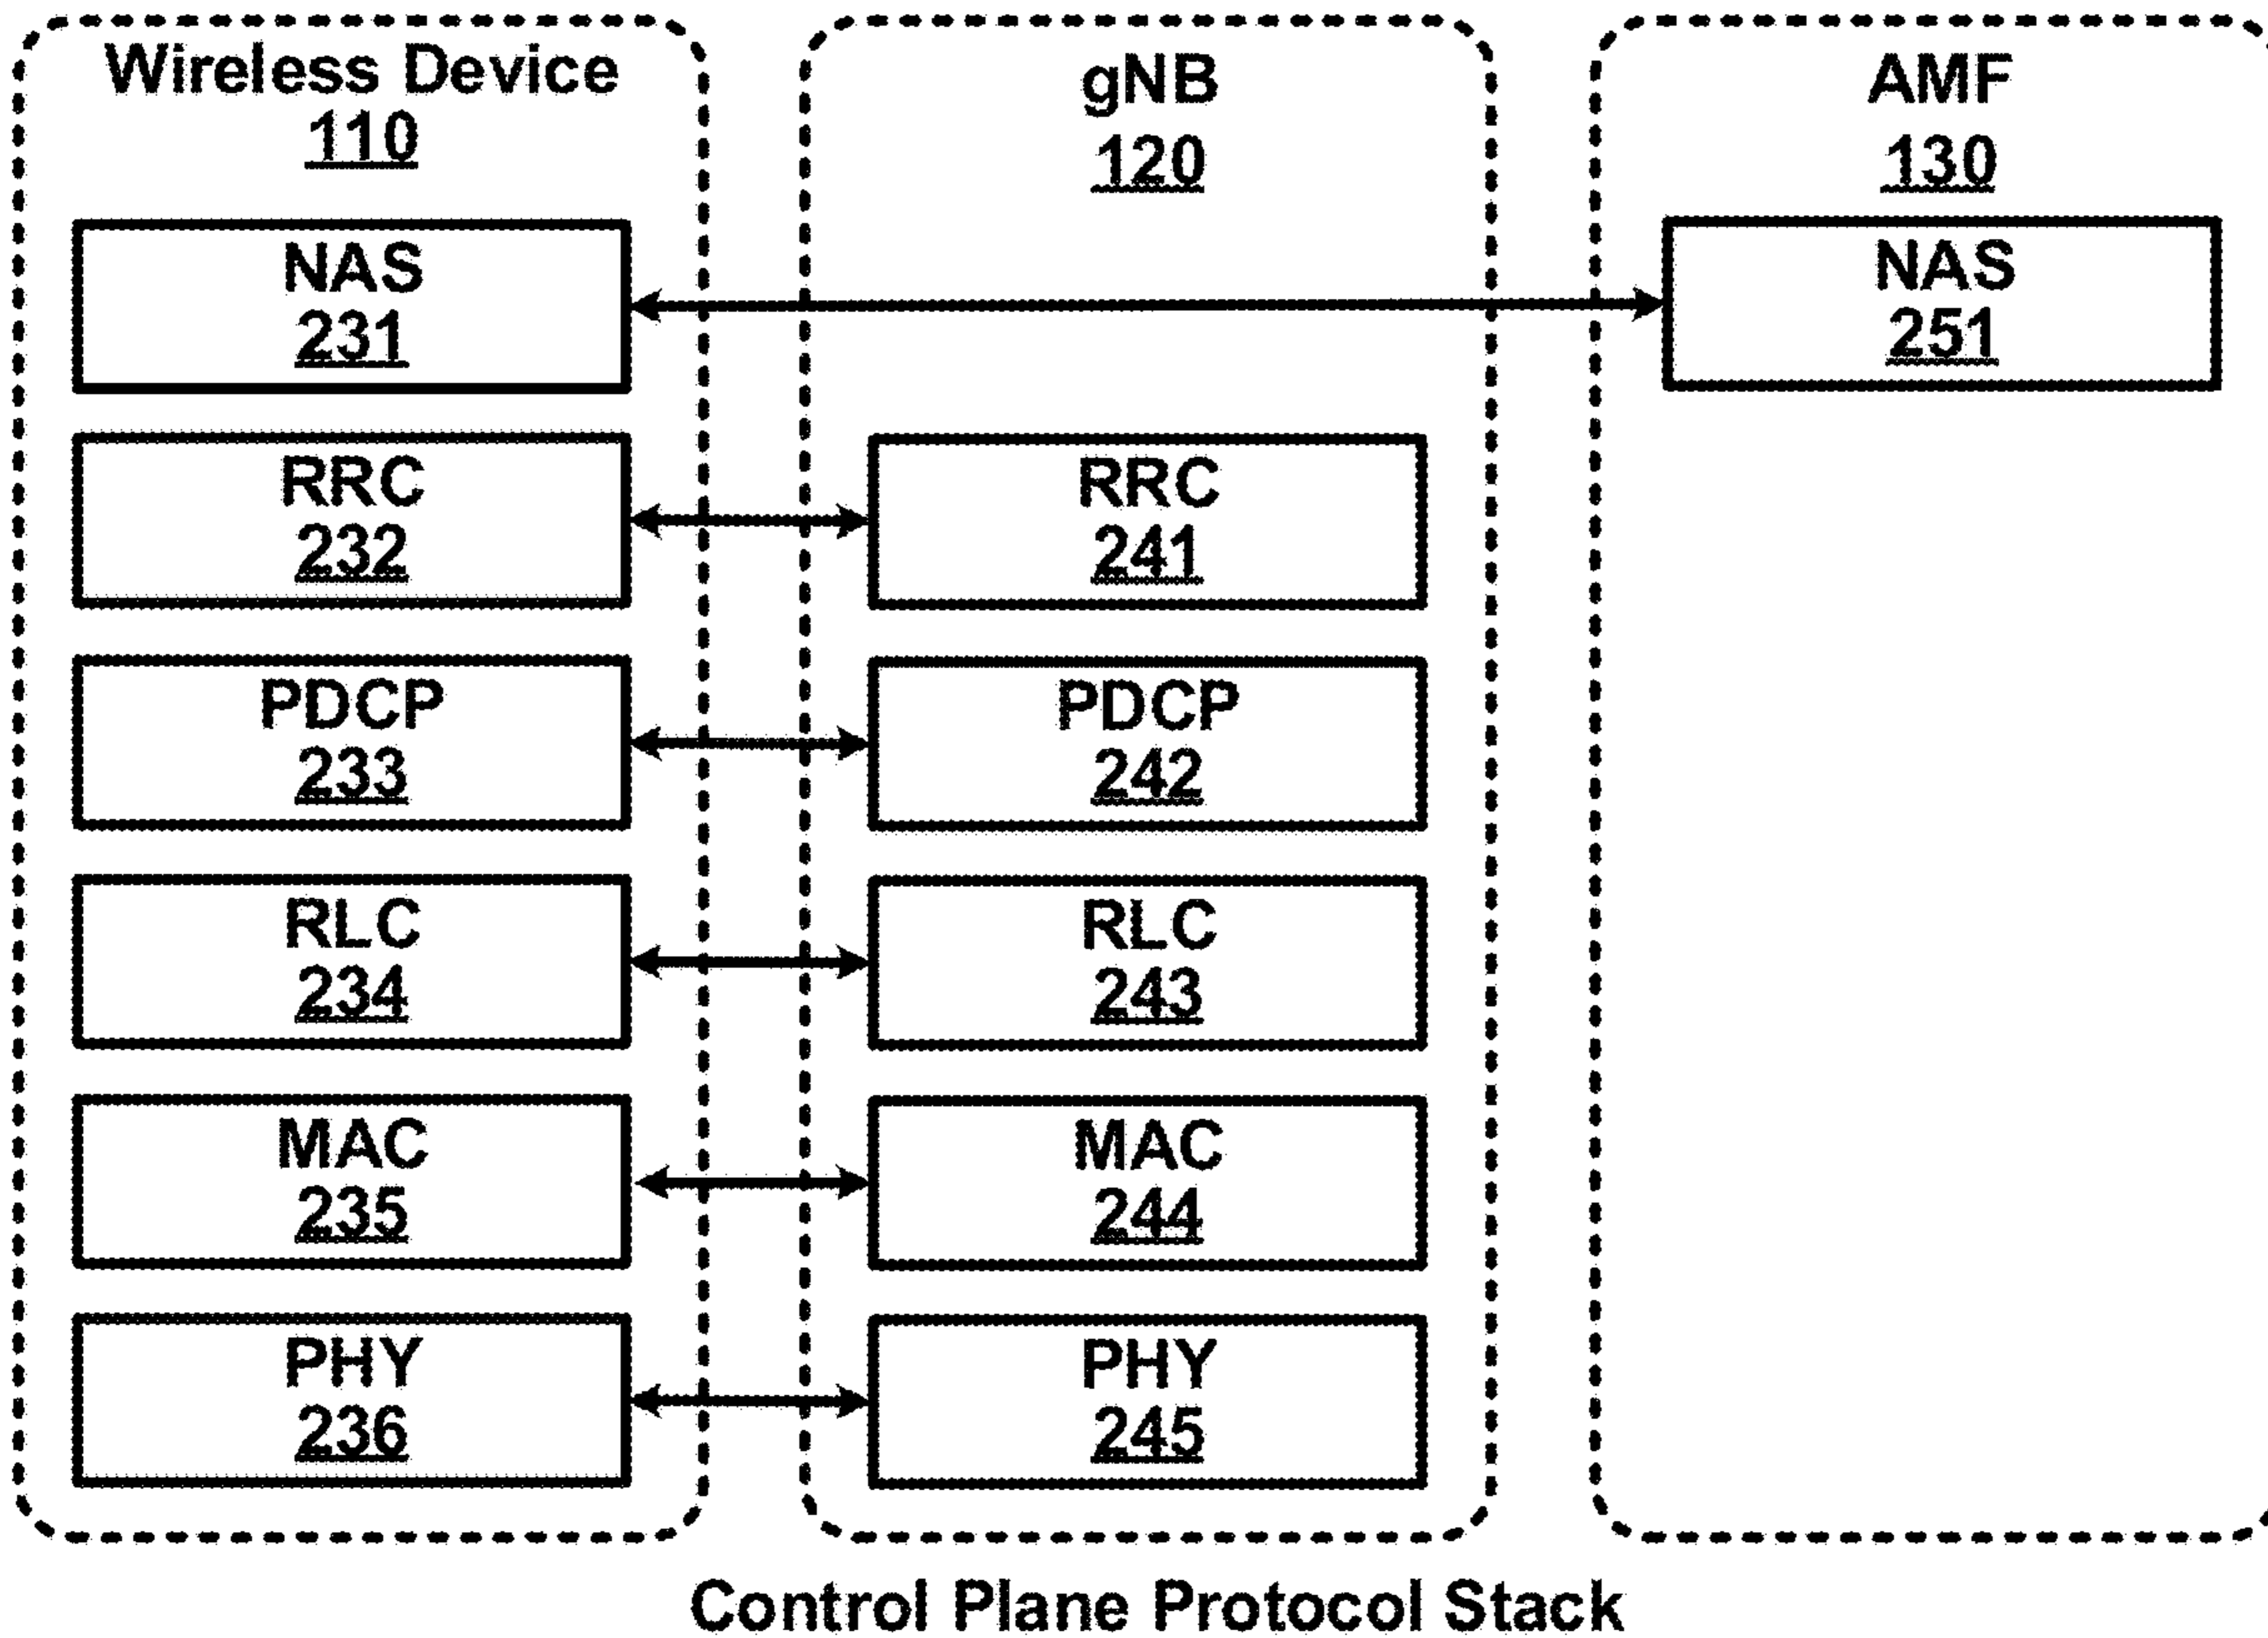 Wireless Device
110
gNB
120
AMF
130
NAS
231
NAS
251
RRC
232
RRC
241
PDCP
233
PDCP
242
RLC
234
RLC
243
MAC
235
MAC
244
PHY
236
PHY
245
Control Plane Protocol Stack